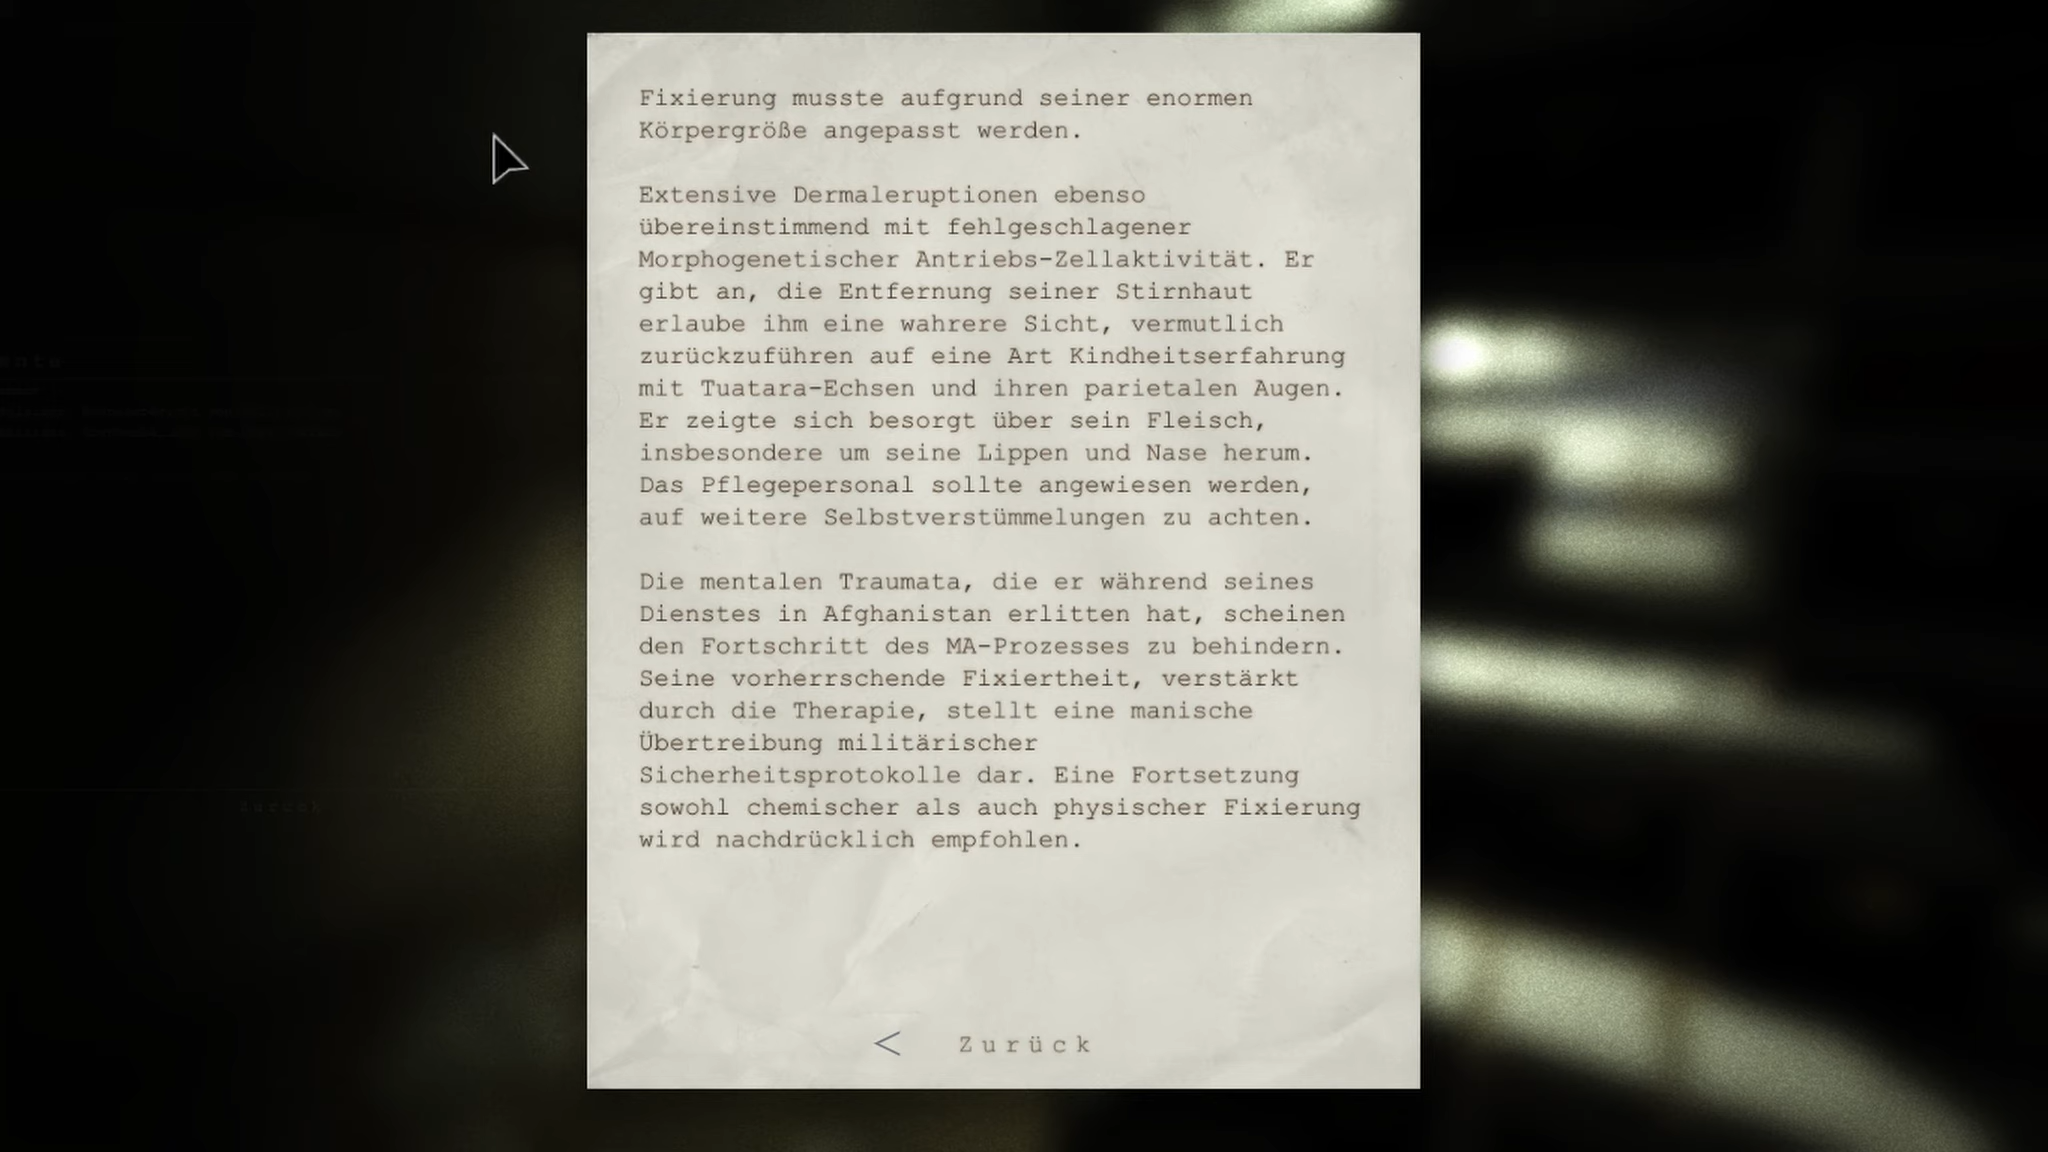 Fixierung musste aufgrund seiner enormen
Körpergröße angepasst werden.
Extensive Dermaleruptionen ebenso
übereinstimmend mit fehlgeschlagener
Morphogenetischer Antriebs-Zellaktivität. Er
gibt an, die Entfernung seiner Stirnhaut
erlaube ihm eine wahrere Sicht, vermutlich
zurückzuführen auf eine Art Kindheitserfahrung
mit Tuatara-Echsen und ihren parietalen Augen.
Er zeigte sich besorgt über sein Fleisch,
insbesondere um seine Lippen und Nase herum.
Das Pflegepersonal sollte angewiesen werden,
auf weitere Selbstverstümmelungen zu achten.
Die mentalen Traumata, die er während seines
Dienstes in Afghanistan erlitten hat, scheinen
den Fortschritt des MA-Prozesses zu behindern.
Seine vorherrschende Fixiertheit, verstärkt
durch die Therapie, stellt eine manische
Übertreibung militärischer
Sicherheitsprotokolle dar. Eine Fortsetzung
sowohl chemischer als auch physischer Fixierung
wird nachdrücklich empfohlen.
< Zurück
Zurück